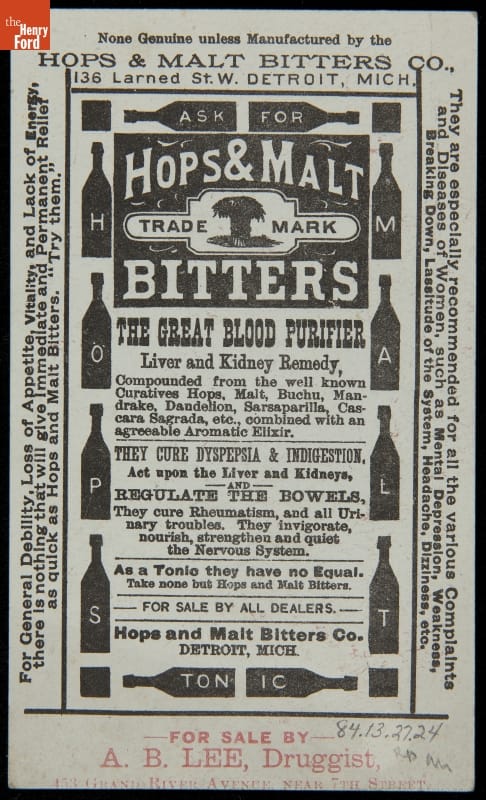 the
Henry
Ford
None Genuine unless Manufactured by the
HOPS & MALT BITTERS CO.,
136 Larned St. W. DETROIT, MICH.
ASK FOR
HOPS & MALT
TRADE MARK
BITTERS
THE GREAT BLOOD PURIFIER
Liver and Kidney Remedy,
Compounded from the well known
Curatives Hops, Malt, Buchu, Man-
drake, Dandelion, Sarsaparilla, Cas-
cara Sagrada, etc., combined with an
agreeable Aromatic Elixir.
THEY CURE DYSPEPSIA & INDIGESTION,
Act upon the Liver and Kidneys,
—AND—
REGULATE THE BOWELS,
They cure Rheumatism, and all Uri-
nary troubles. They invigorate,
nourish, strengthen and quiet
the Nervous System.
As a Tonic they have no Equal.
Take none but Hops and Malt Bitters.
— FOR SALE BY ALL DEALERS. —
Hops and Malt Bitters Co.
DETROIT, MICH.
TONIC
H
O
P
S
M
A
L
T
For General Debility, Loss of Appetite, Vitality, and Lack of Energy,
there is nothing that will give Immediate and Permanent Relief
as quick as Hops and Malt Bitters. "Try them."
They are especially recommended for all the various Complaints
and Diseases of Women, such as Mental Depression, Weakness,
Breaking Down, Lassitude of the System, Headache, Dizziness, etc.
84.13.27.24
—FOR SALE BY—
A. B. LEE, Druggist,
153 GRAND RIVER AVENUE, NEAR 7TH STREET.